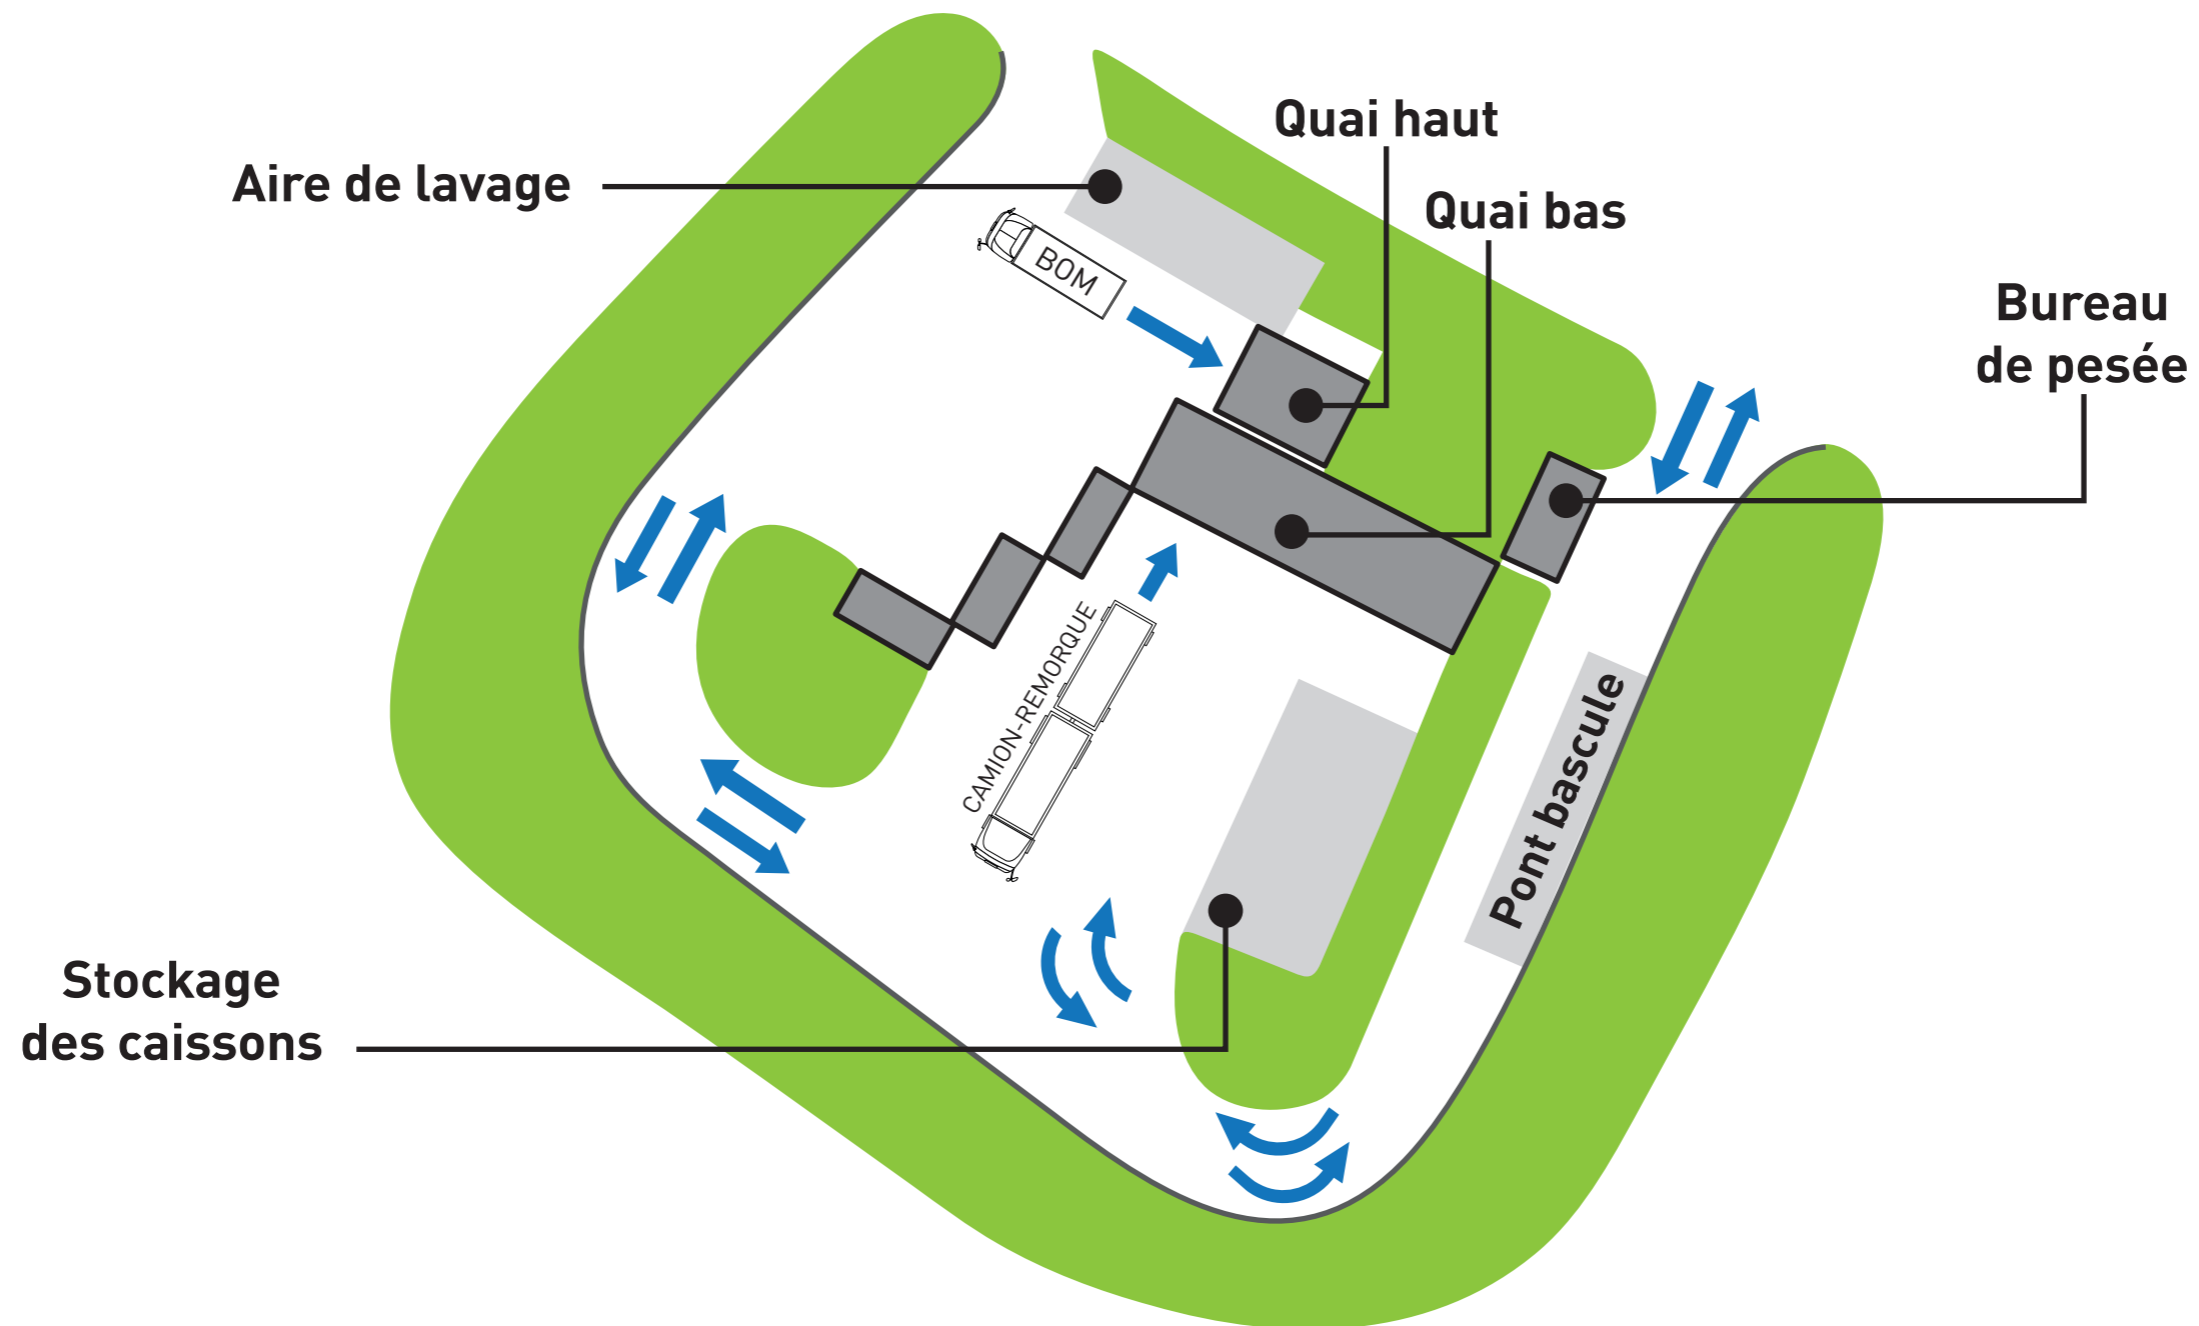 Quai haut
Aire de lavage
Quai bas
BOM
Bureau
de pesée
CAMION-REMORQUE
Pont bascule
Stockage
des caissons